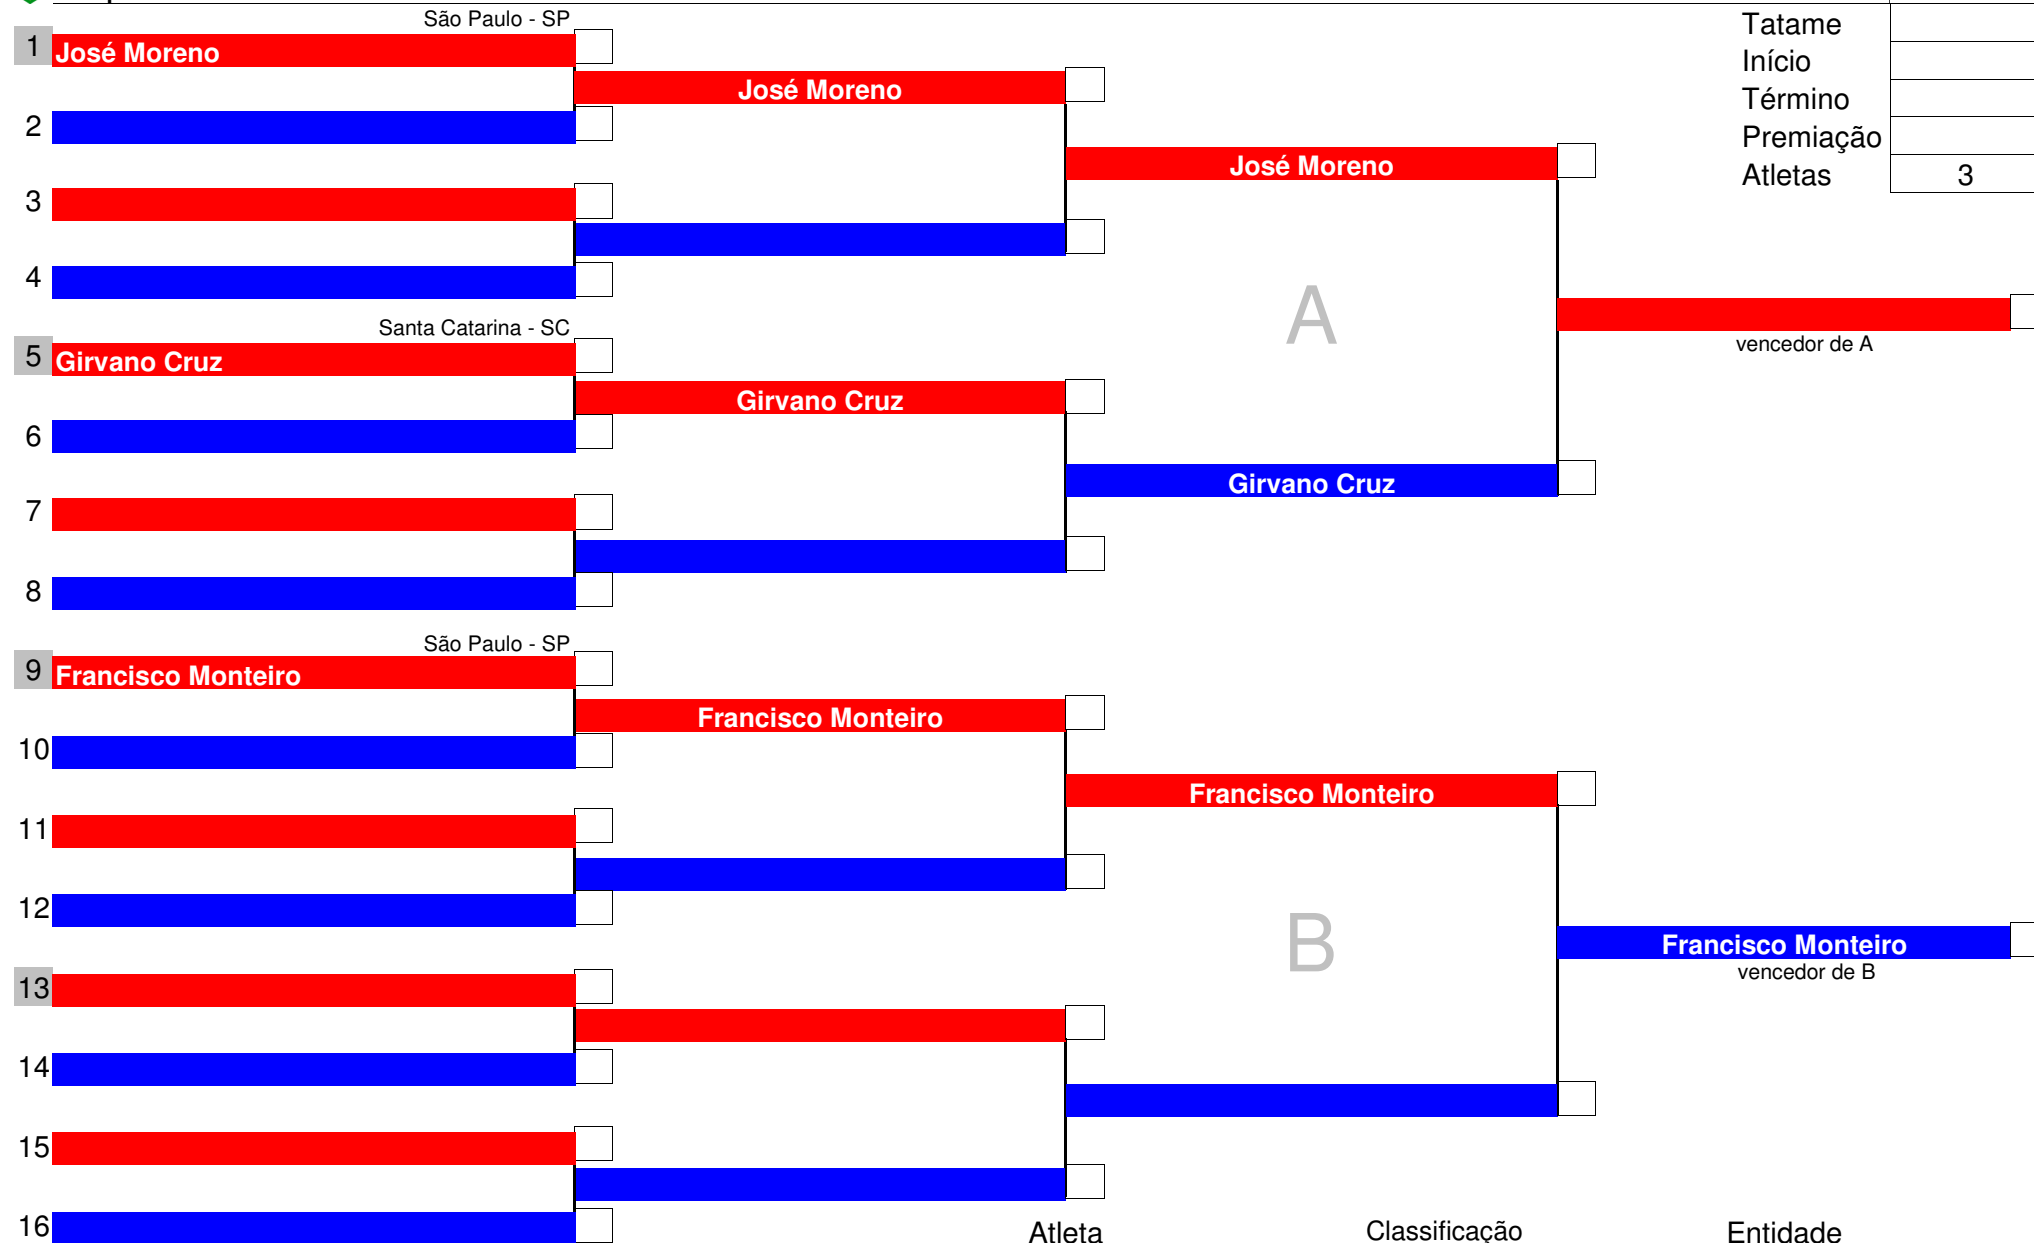 São Paulo - SP
Tatame
1 José Moreno
Início
José Moreno
Término
2
Premiação
José Moreno
Atletas 3
3
4
A
Santa Catarina - SC
vencedor de A
5 Girvano Cruz
Girvano Cruz
6
Girvano Cruz
7
8
São Paulo - SP
9 Francisco Monteiro
Francisco Monteiro
10
Francisco Monteiro
11
12
B
Francisco Monteiro
vencedor de B
13
14
15
16
Atleta Classificação Entidade